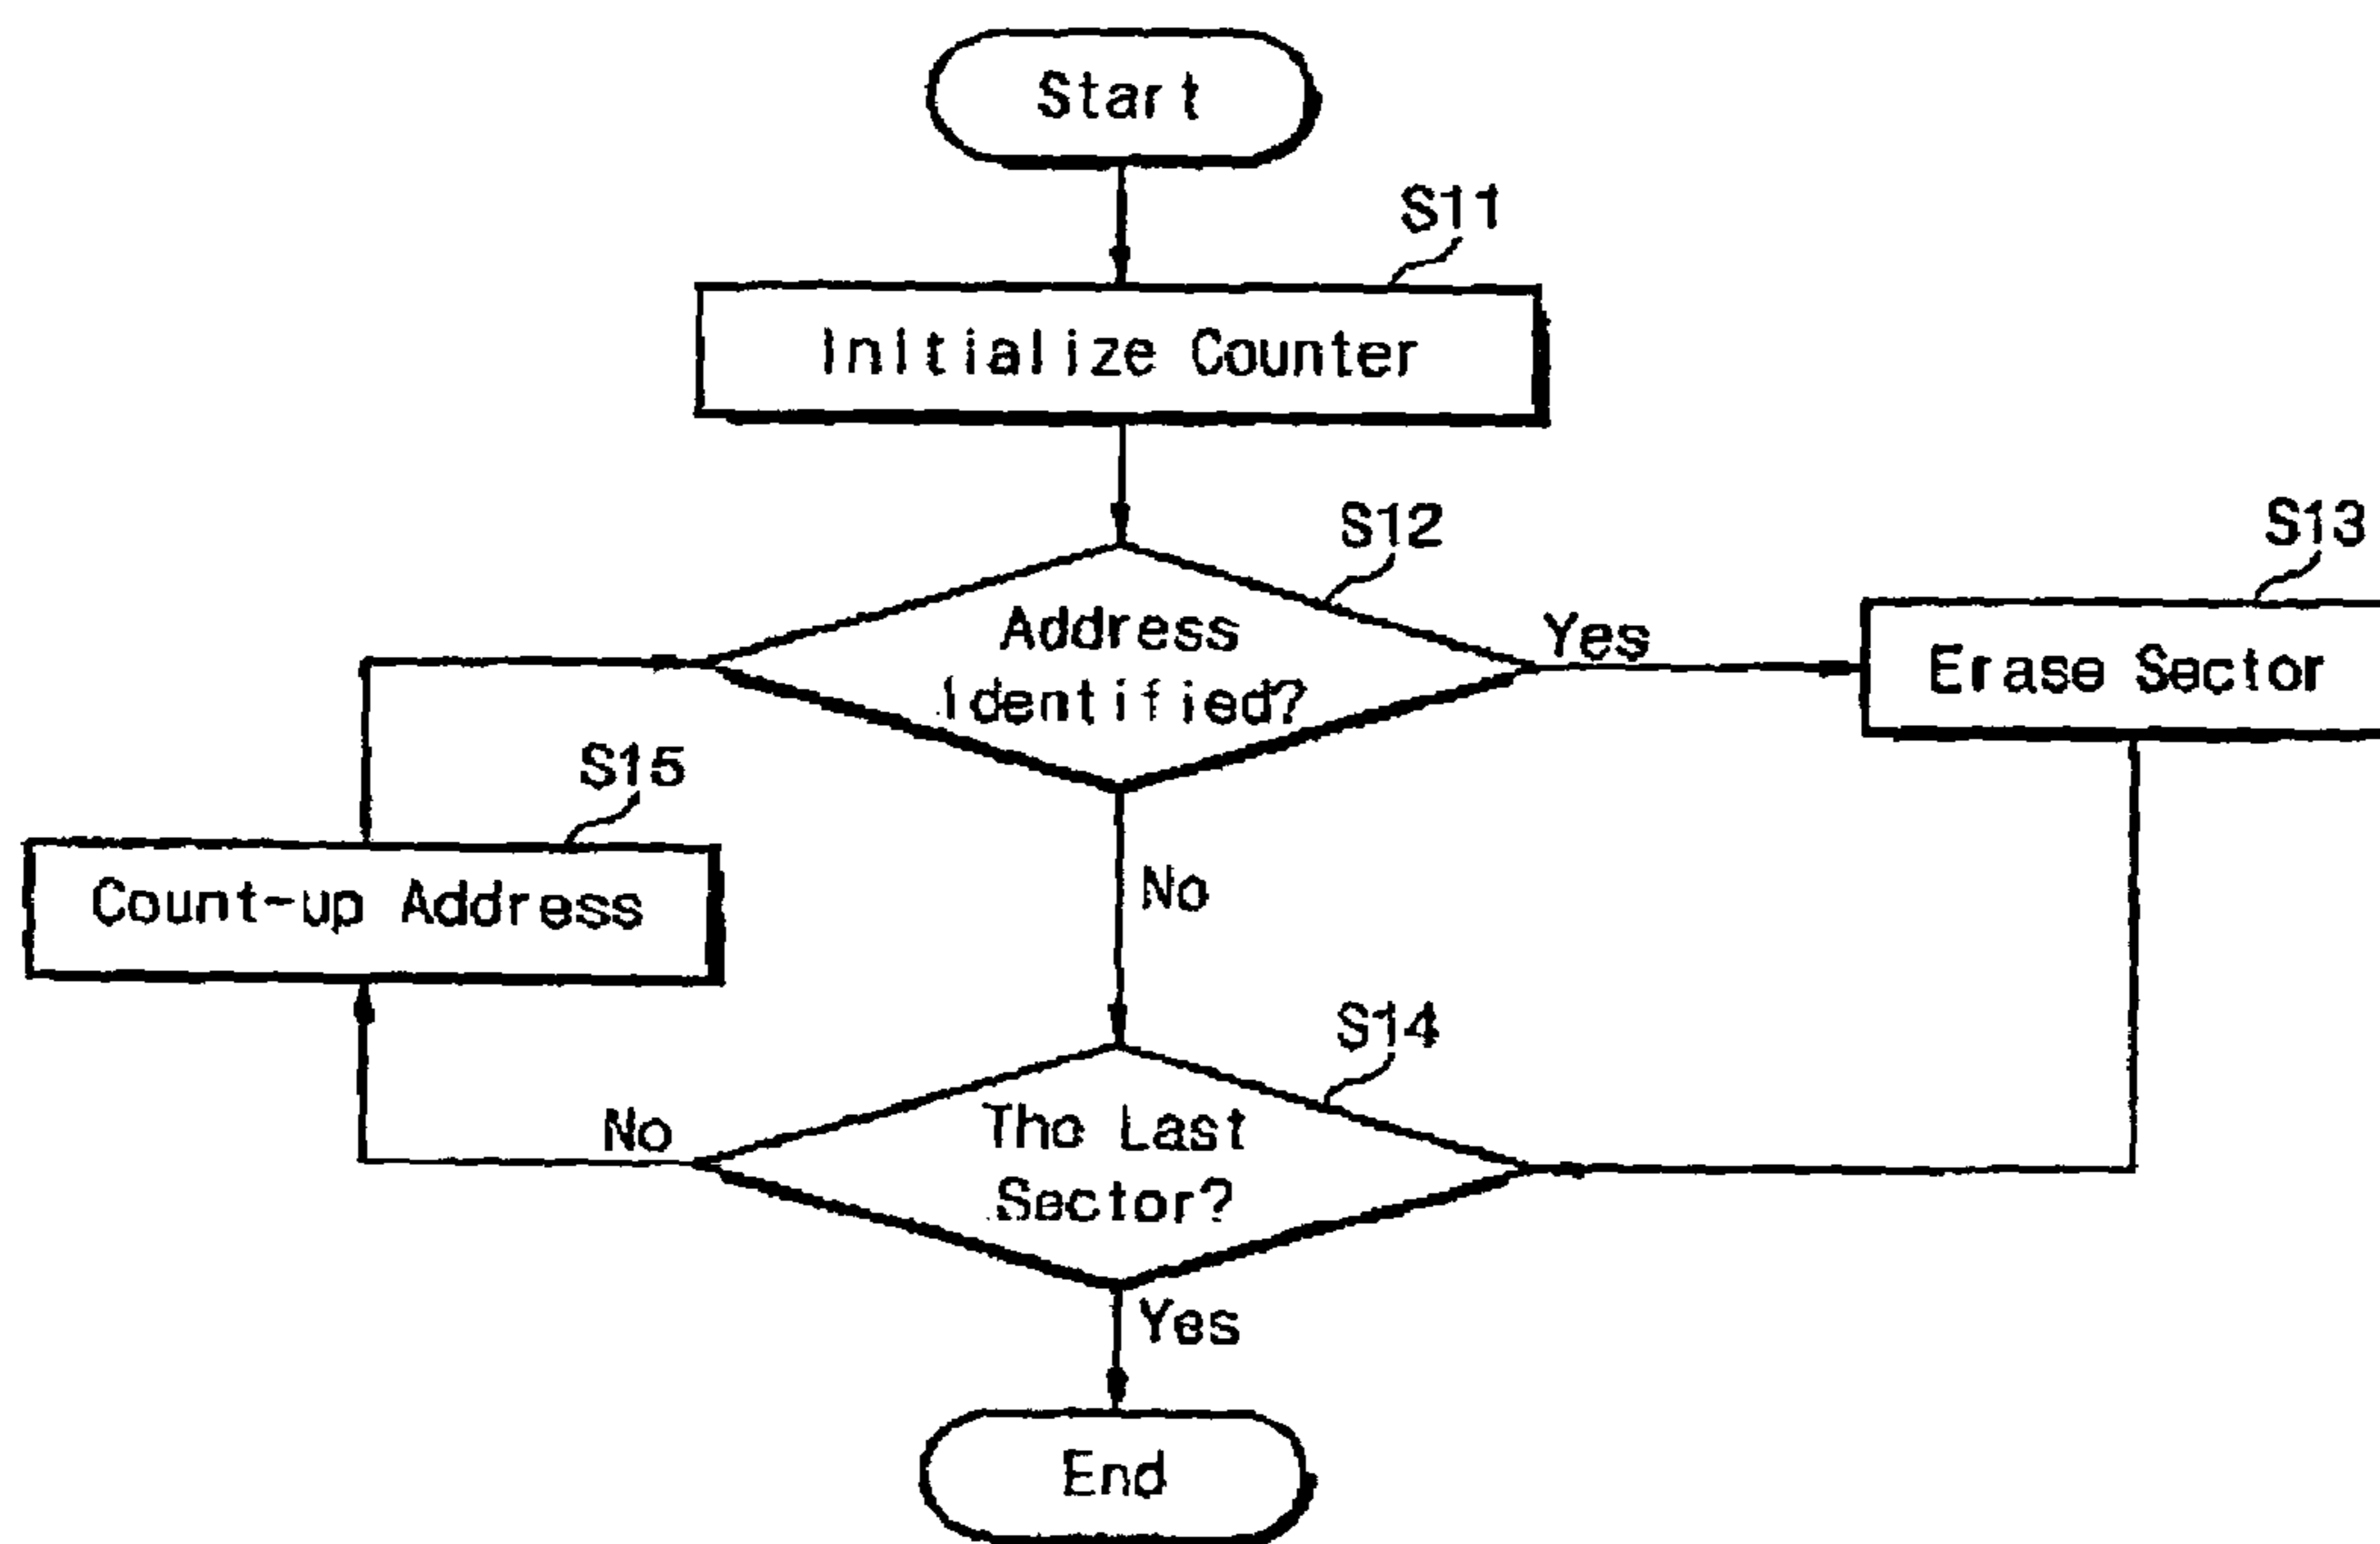 Start
S11
Initialize Counter
S12
Address
Identified?
Yes
S13
Erase Sector
S15
Count-up Address
No
S14
The Last
Sector?
No
Yes
End